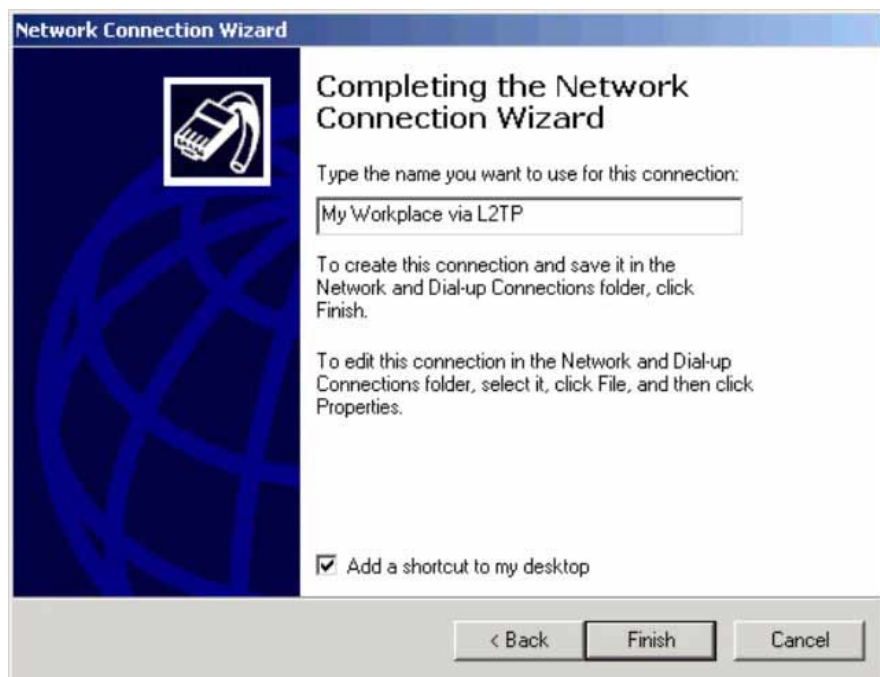 Network Connection Wizard
Completing the Network
Connection Wizard
Type the name you want to use for this connection:
My Workplace via L2TP
To create this connection and save it in the
Network and Dial-up Connections folder, click
Finish.
To edit this connection in the Network and Dial-up
Connections folder, select it, click File, and then click
Properties.
Add a shortcut to my desktop
< Back
Finish
Cancel